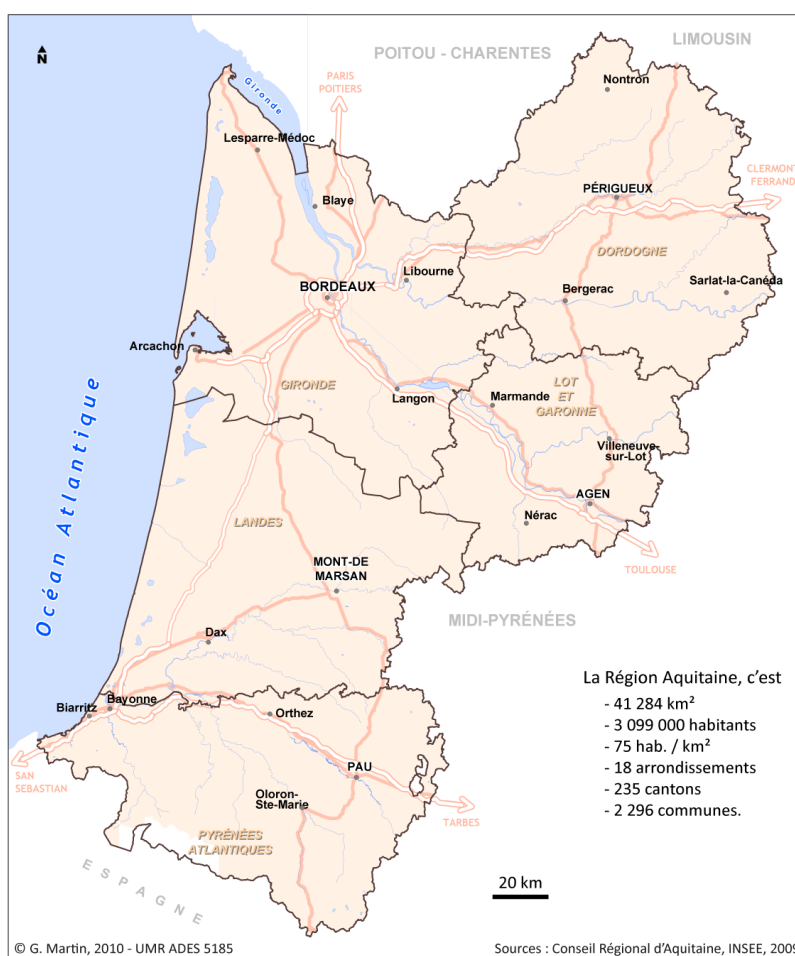 POITOU - CHARENTES
LIMOUSIN
N
Gironde
PARIS
POITIERS
Nontron
Lesparre-Médoc
CLERMONT
FERRAND
PÉRIGUEUX
Blaye
DORDOGNE
Libourne
BORDEAUX
Bergerac
Sarlat-la-Canéda
Arcachon
GIRONDE
Langon
Marmande
LOT
ET
GARONNE
Océan Atlantique
Villeneuve-
sur-Lot
AGEN
Nérac
LANDES
TOULOUSE
MONT-DE
MARSAN
MIDI-PYRÉNÉES
Dax
La Région Aquitaine, c'est
- 41 284 km²
- 3 099 000 habitants
- 75 hab. / km²
- 18 arrondissements
- 235 cantons
- 2 296 communes.
Biarritz
Bayonne
Orthez
PAU
SAN
SEBASTIAN
Oloron-
Ste-Marie
TARBES
PYRÉNÉES
ATLANTIQUES
ESPAGNE
20 km
© G. Martin, 2010 - UMR ADES 5185
Sources : Conseil Régional d'Aquitaine, INSEE, 2009